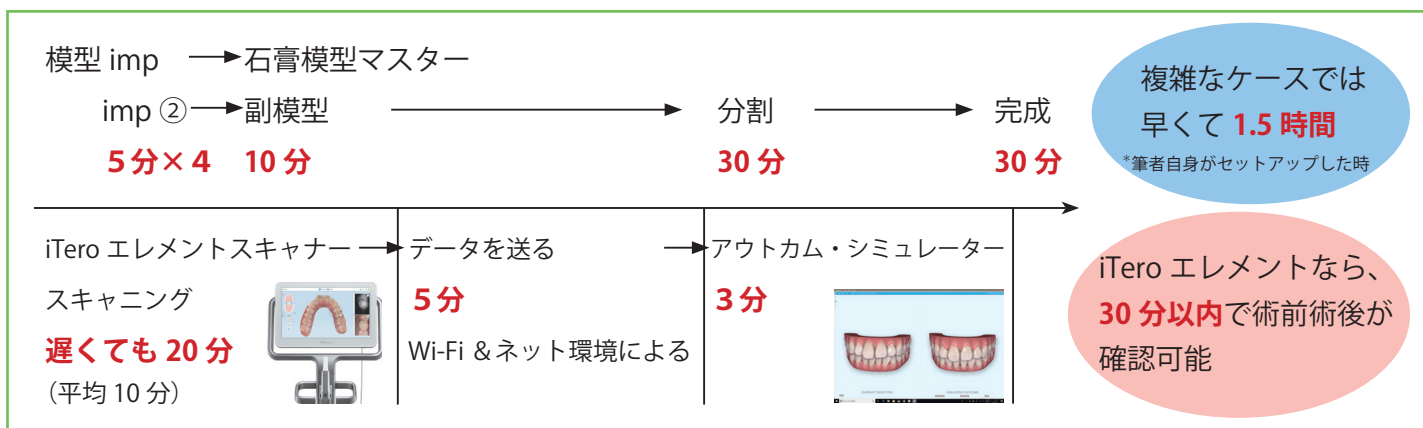 模型 imp → 石膏模型マスター
imp ② → 副模型 → 分割 → 完成
５分×４ 10 分 30 分 30 分
複雑なケースでは
早くて 1.5 時間
*筆者自身がセットアップした時
iTero エレメントスキャナー → データを送る → アウトカム・シミュレーター
スキャニング 5分 3分
遅くても 20 分 Wi-Fi ＆ネット環境による
（平均 10 分）
iTero エレメントなら、
30 分以内で術前術後が
確認可能